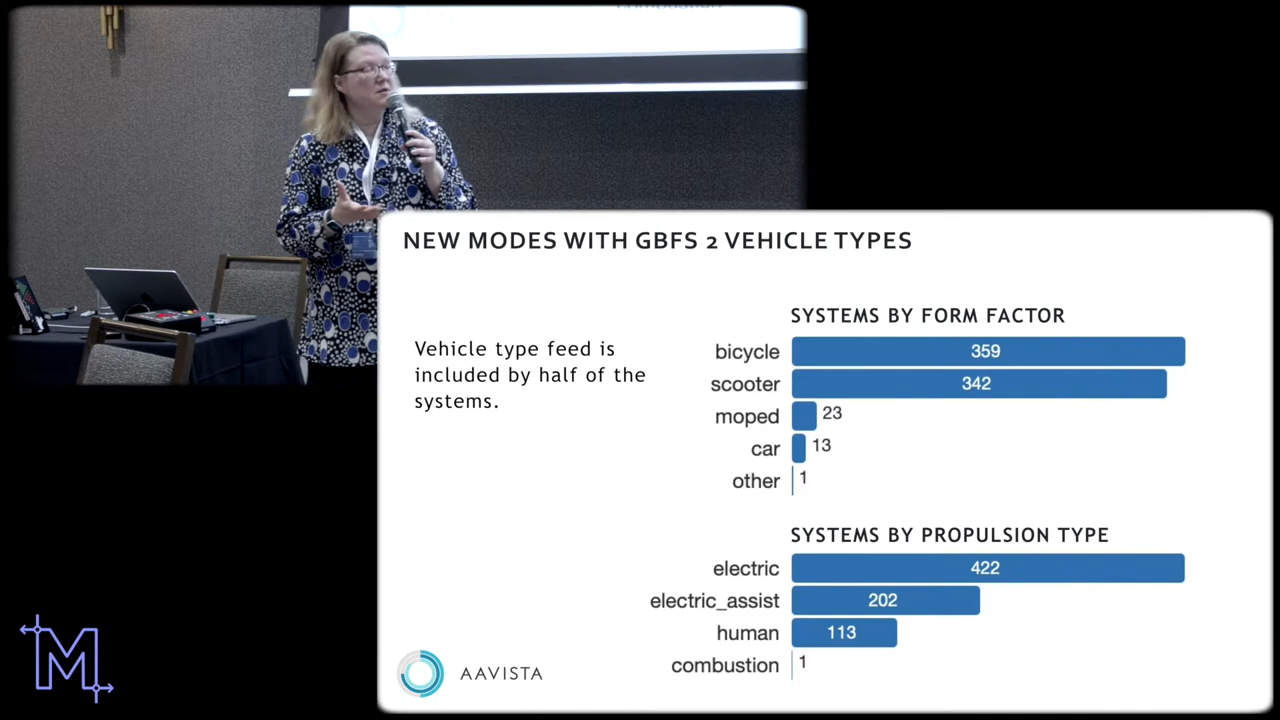 NEW MODES WITH GBFS 2 VEHICLE TYPES
Vehicle type feed is
included by half of the
systems.
SYSTEMS BY FORM FACTOR
bicycle 359
scooter 342
moped 23
car 13
other 1
SYSTEMS BY PROPULSION TYPE
electric 422
electric_assist 202
human 113
combustion 1
AAVISTA
M